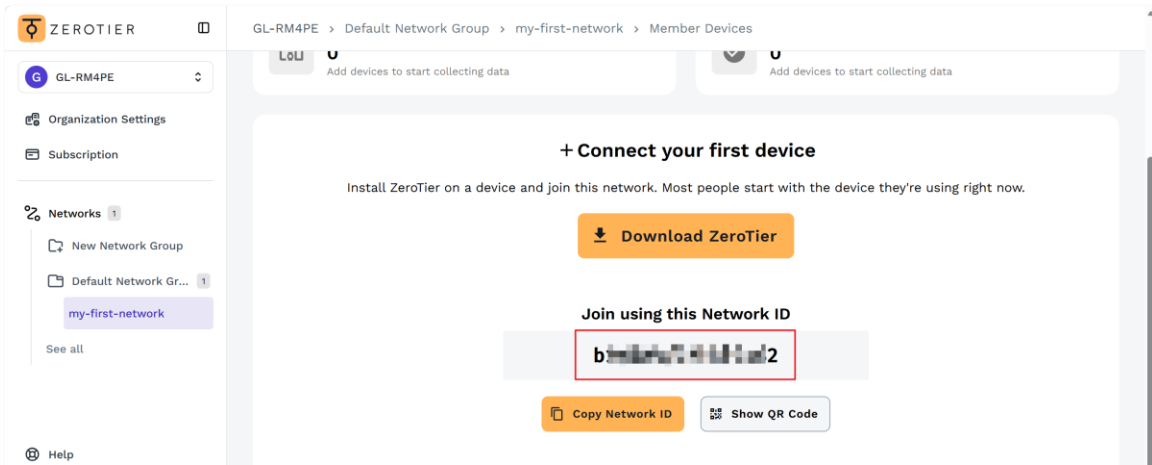 ZEROTIER
GL-RM4PE > Default Network Group > my-first-network > Member Devices
G GL-RM4PE
Organization Settings
Subscription
Networks 1
New Network Group
Default Network Gr... 1
my-first-network
See all
Help
0
Add devices to start collecting data
0
Add devices to start collecting data
+ Connect your first device
Install ZeroTier on a device and join this network. Most people start with the device they're using right now.
Download ZeroTier
Join using this Network ID
Copy Network ID
Show QR Code